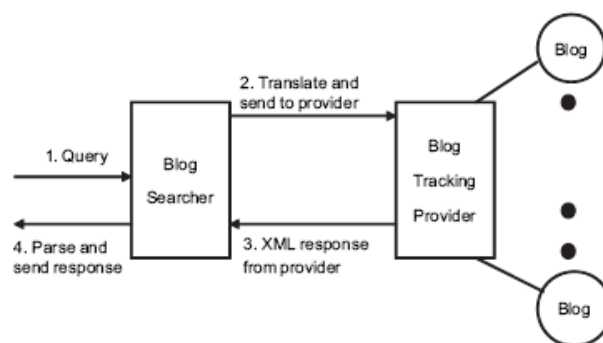 Blog
2. Translate and
send to provider
1. Query
Blog
Searcher
Blog
Tracking
Provider
4. Parse and
send response
3. XML response
from provider
Blog